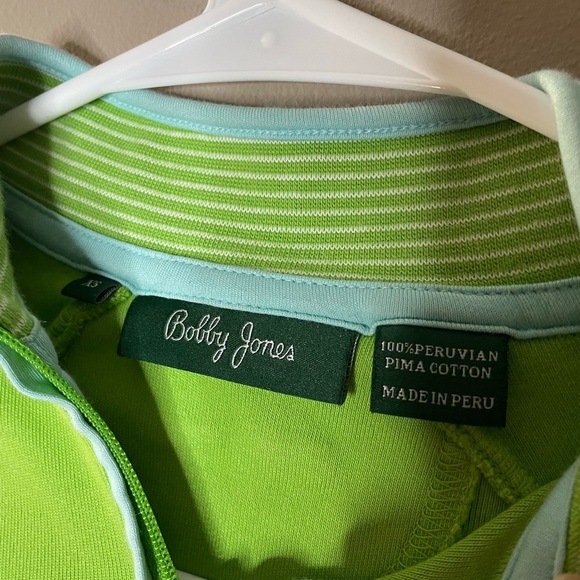 Bobby Jones
100% PERUVIAN
PIMA COTTON
MADE IN PERU